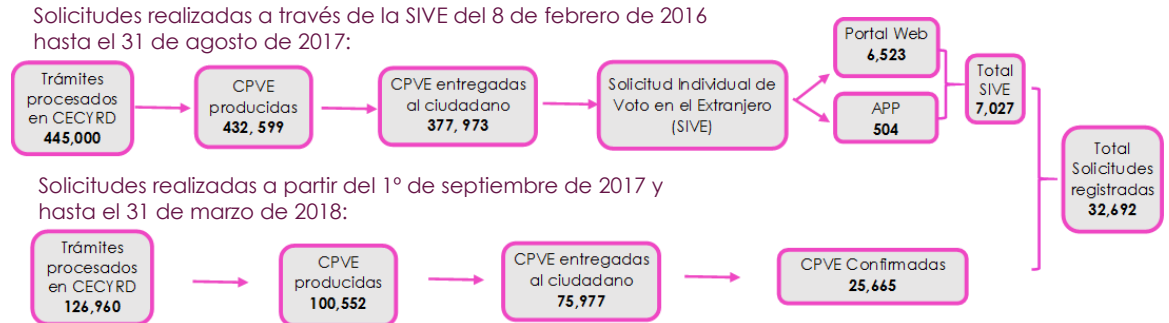 Solicitudes realizadas a través de la SIVE del 8 de febrero de 2016
hasta el 31 de agosto de 2017:
Trámites
procesados
en CECYRD
445,000
CPVE
producidas
432, 599
CPVE entregadas
al ciudadano
377, 973
Solicitud Individual de
Voto en el Extranjero
(SIVE)
Portal Web
6,523
APP
504
Total
SIVE
7,027
Total
Solicitudes
registradas
32,692
Solicitudes realizadas a partir del 1º de septiembre de 2017 y
hasta el 31 de marzo de 2018:
Trámites
procesados
en CECYRD
126,960
CPVE
producidas
100,552
CPVE entregadas
al ciudadano
75,977
CPVE Confirmadas
25,665